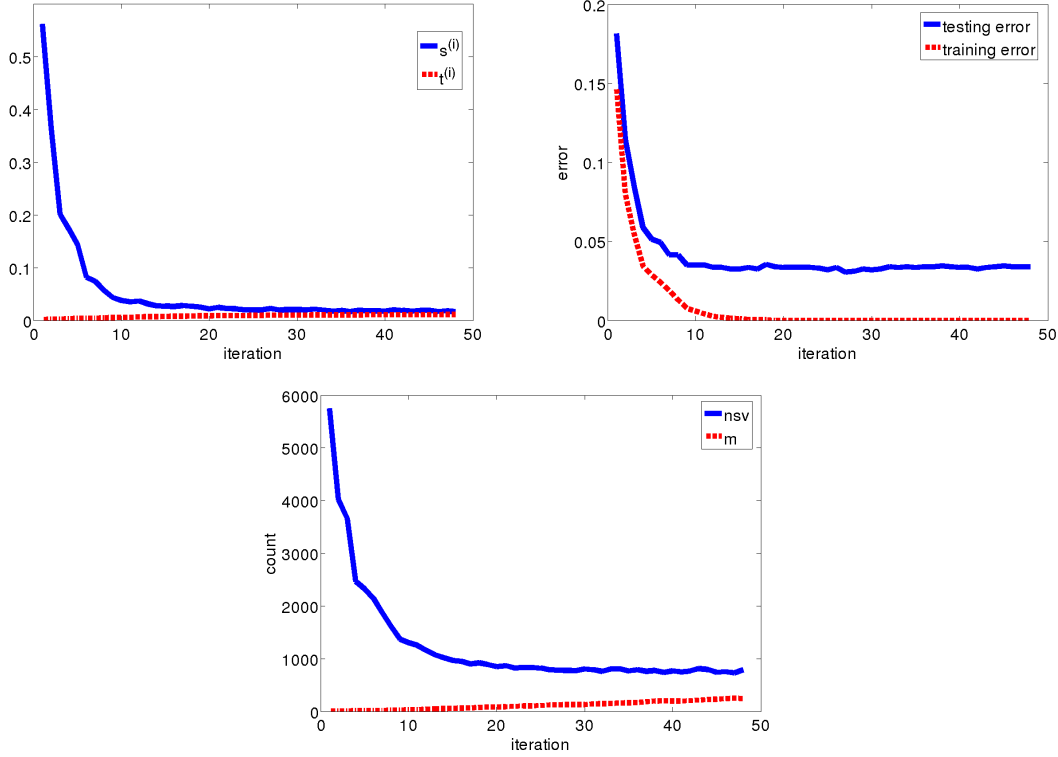 0.5
0.4
0.3
0.2
0.1
0
0 10 20 30 40 50
iteration
s(i)
t(i)
0.2
0.15
0.1
0.05
0
error
0 10 20 30 40 50
iteration
testing error
training error
6000
5000
4000
3000
2000
1000
0
count
0 10 20 30 40 50
iteration
nsv
m